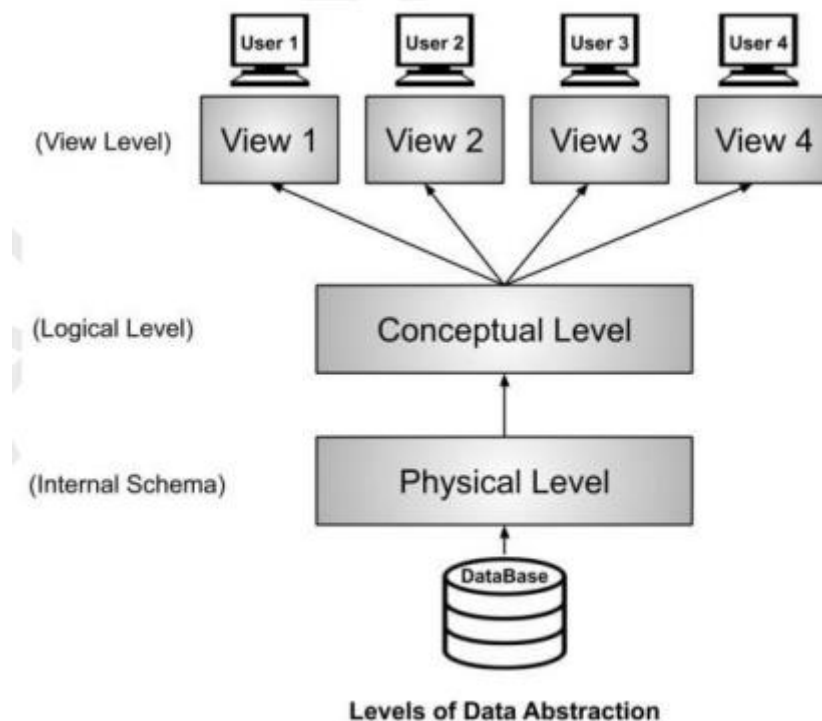 User 1
User 2
User 3
User 4
(View Level)
View 1
View 2
View 3
View 4
(Logical Level)
Conceptual Level
(Internal Schema)
Physical Level
DataBase
Levels of Data Abstraction